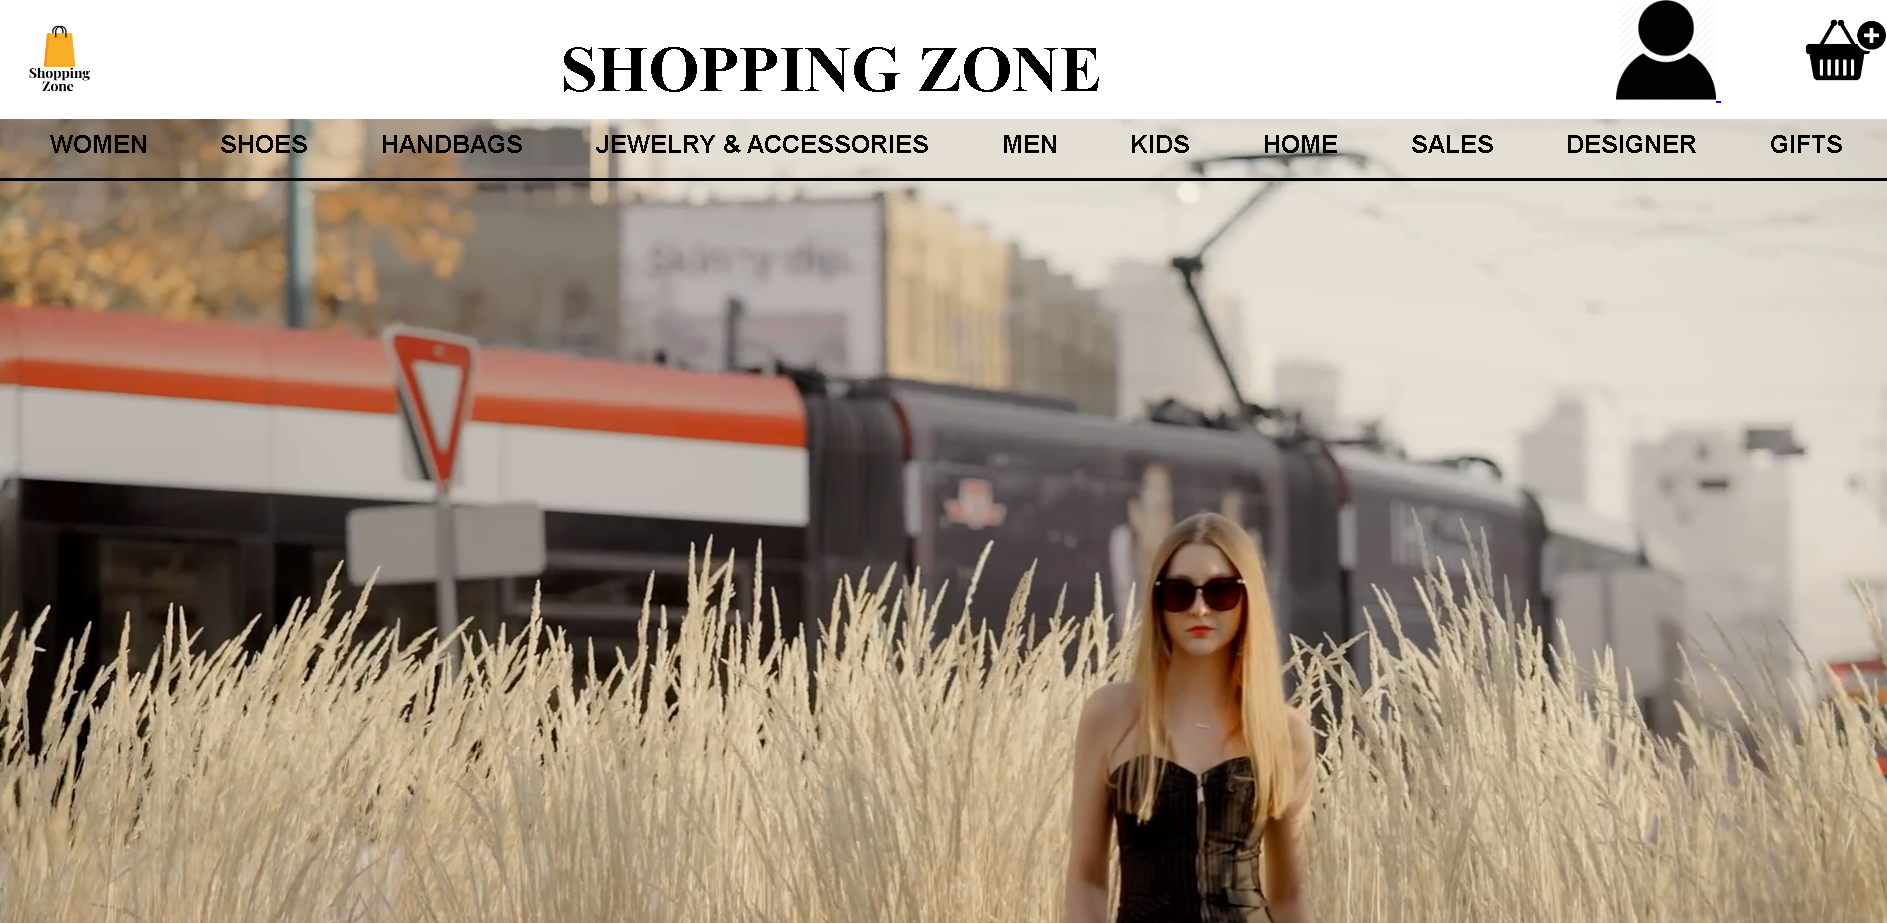 Shopping
Zone
SHOPPING ZONE
WOMEN SHOES HANDBAGS JEWELRY & ACCESSORIES MEN KIDS HOME SALES DESIGNER GIFTS